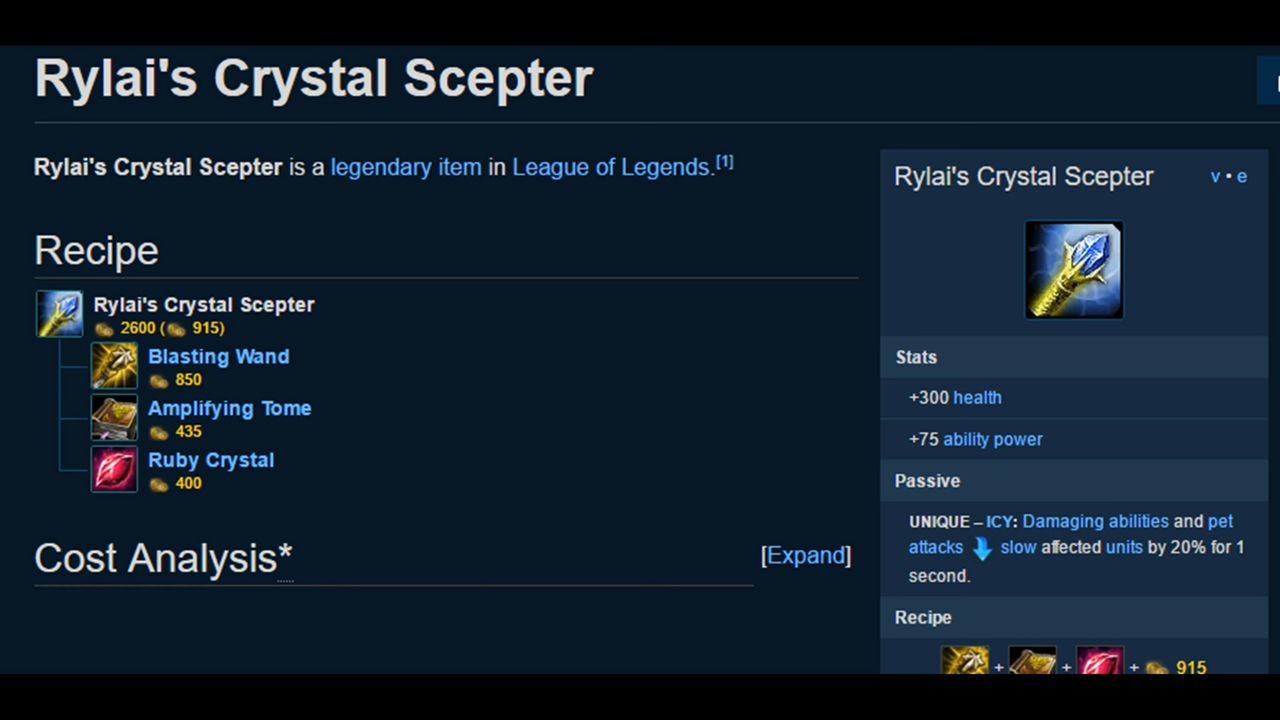 Rylai's Crystal Scepter
Rylai's Crystal Scepter is a legendary item in League of Legends.[1]
Recipe
Rylai's Crystal Scepter
2600 ( 915)
Blasting Wand
850
Amplifying Tome
435
Ruby Crystal
400
Cost Analysis*
[Expand]
Rylai's Crystal Scepter
v • e
Stats
+300 health
+75 ability power
Passive
UNIQUE – ICY: Damaging abilities and pet
attacks slow affected units by 20% for 1
second.
Recipe
+ + + 915